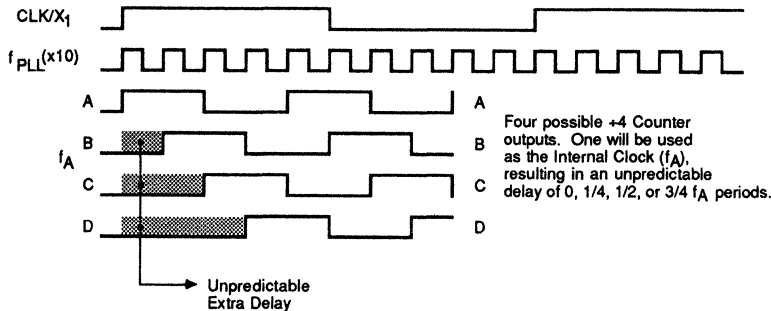 CLK/X1
f PLL (x10)
A A
B B
fA
C C
D D
Four possible +4 Counter
outputs. One will be used
as the Internal Clock (fA),
resulting in an unpredictable
delay of 0, 1/4, 1/2, or 3/4 fA periods.
Unpredictable
Extra Delay